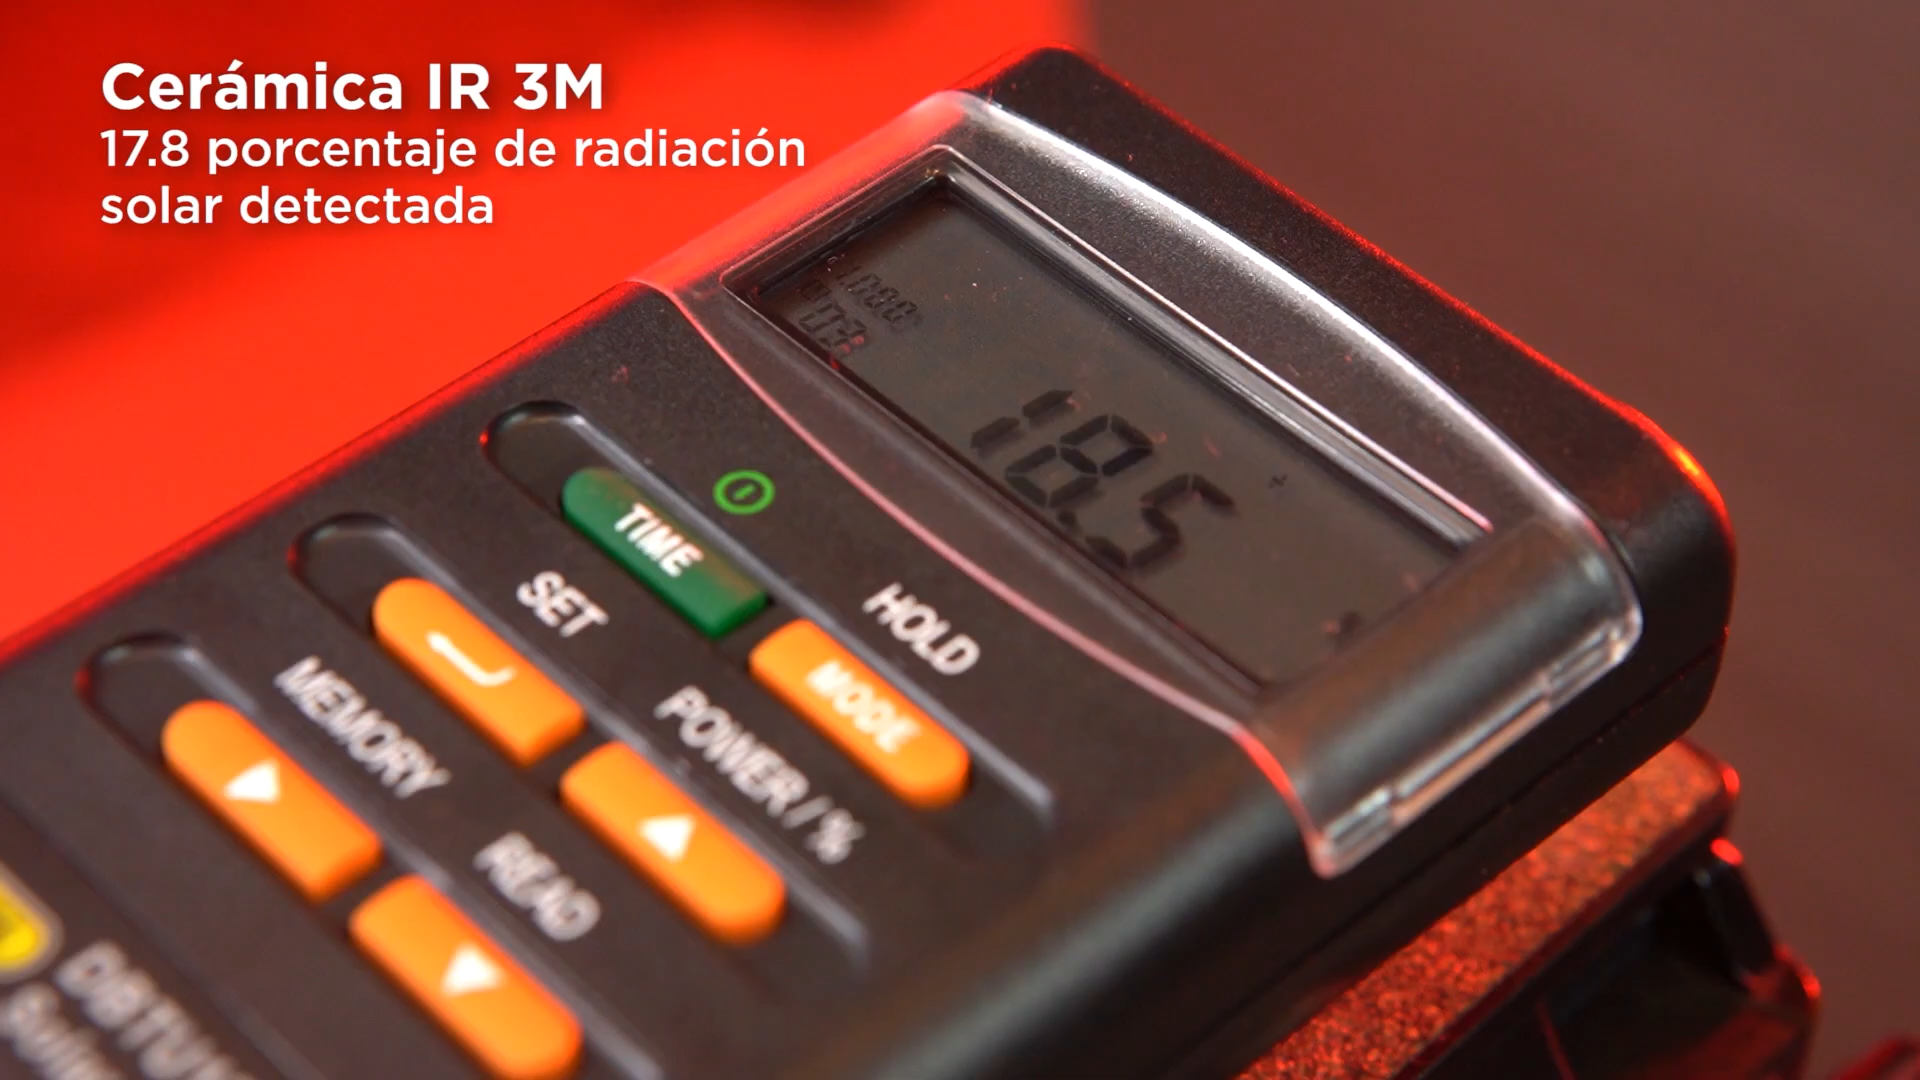 Cerámica IR 3M
17.8 porcentaje de radiación
solar detectada
18.5
TIME
HOLD
SET
MODE
MEMORY
POWER / %
READ